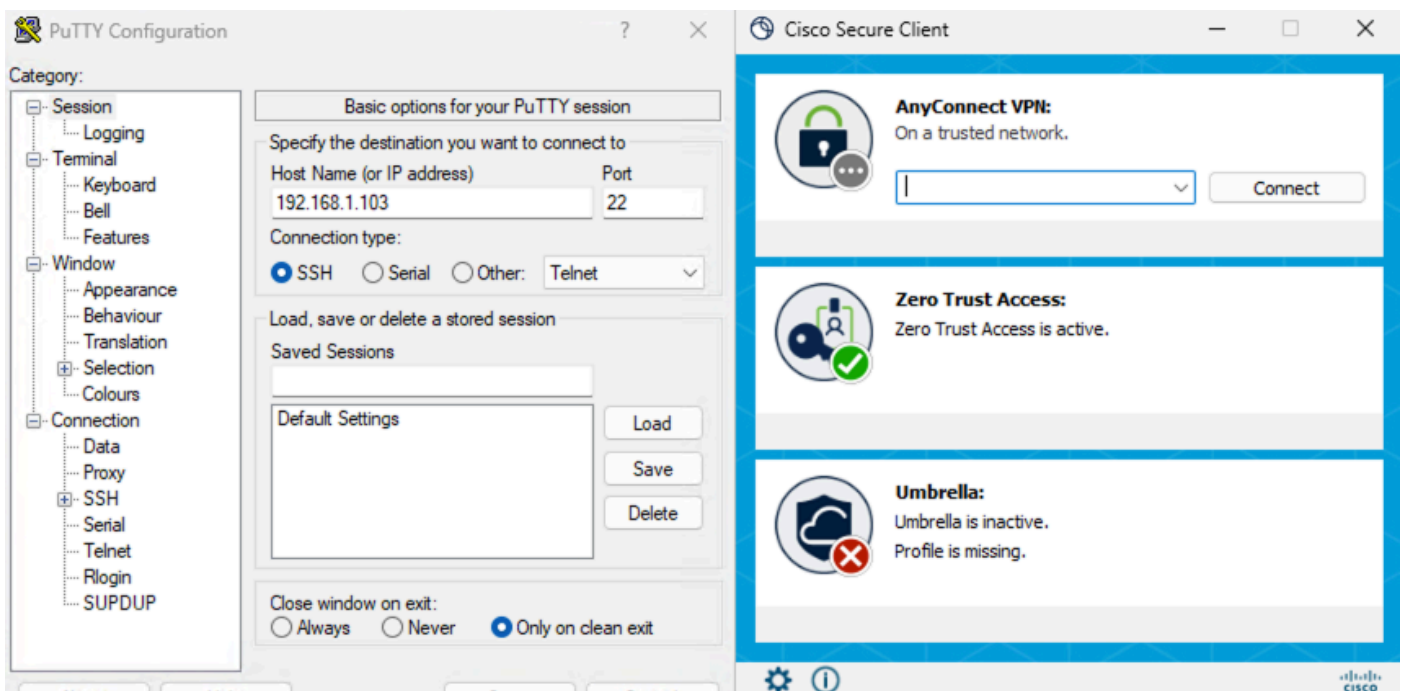 PuTTY Configuration
?
Category:
Session
Logging
Terminal
Keyboard
Bell
Features
Window
Appearance
Behaviour
Translation
Selection
Colours
Connection
Data
Proxy
SSH
Serial
Telnet
Rlogin
SUPDUP
Basic options for your PuTTY session
Specify the destination you want to connect to
Host Name (or IP address) Port
192.168.1.103 22
Connection type:
SSH Serial Other: Telnet
Load, save or delete a stored session
Saved Sessions
Default Settings
Load
Save
Delete
Close window on exit:
Always Never Only on clean exit
Cisco Secure Client
AnyConnect VPN:
On a trusted network.
Connect
Zero Trust Access:
Zero Trust Access is active.
Umbrella:
Umbrella is inactive.
Profile is missing.
CISCO